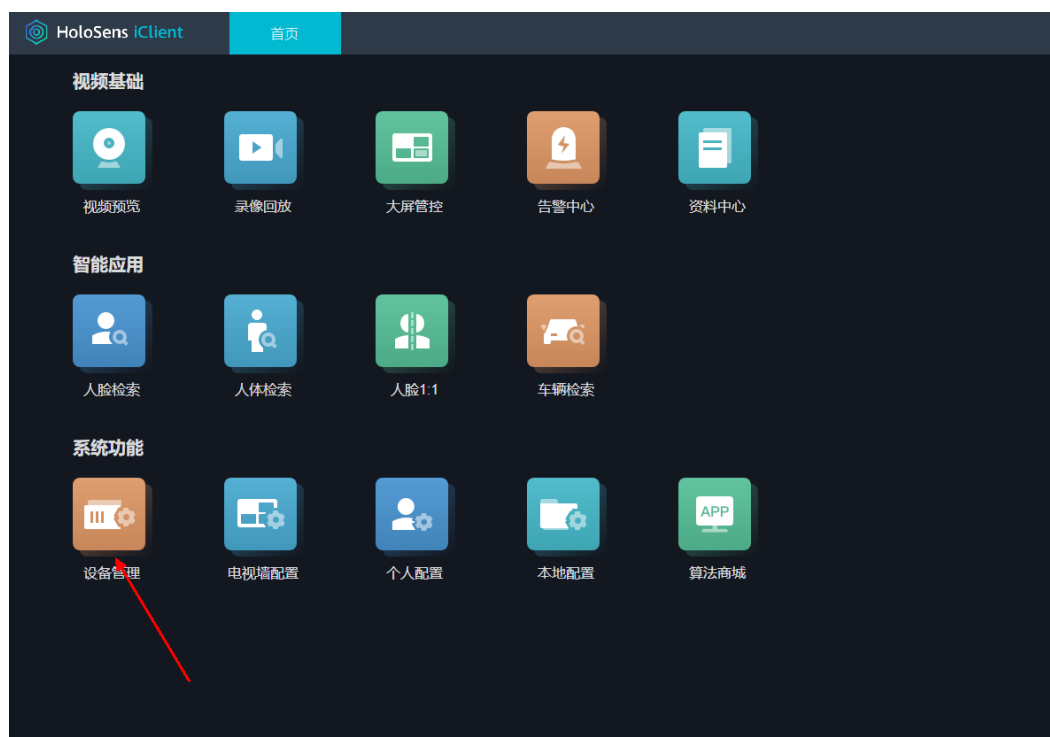 HoloSens iClient 首页
视频基础
视频预览 录像回放 大屏管控 告警中心 资料中心
智能应用
人脸检索 人体检索 人脸1:1 车辆检索
系统功能
APP
设备管理 电视墙配置 个人配置 本地配置 算法商城